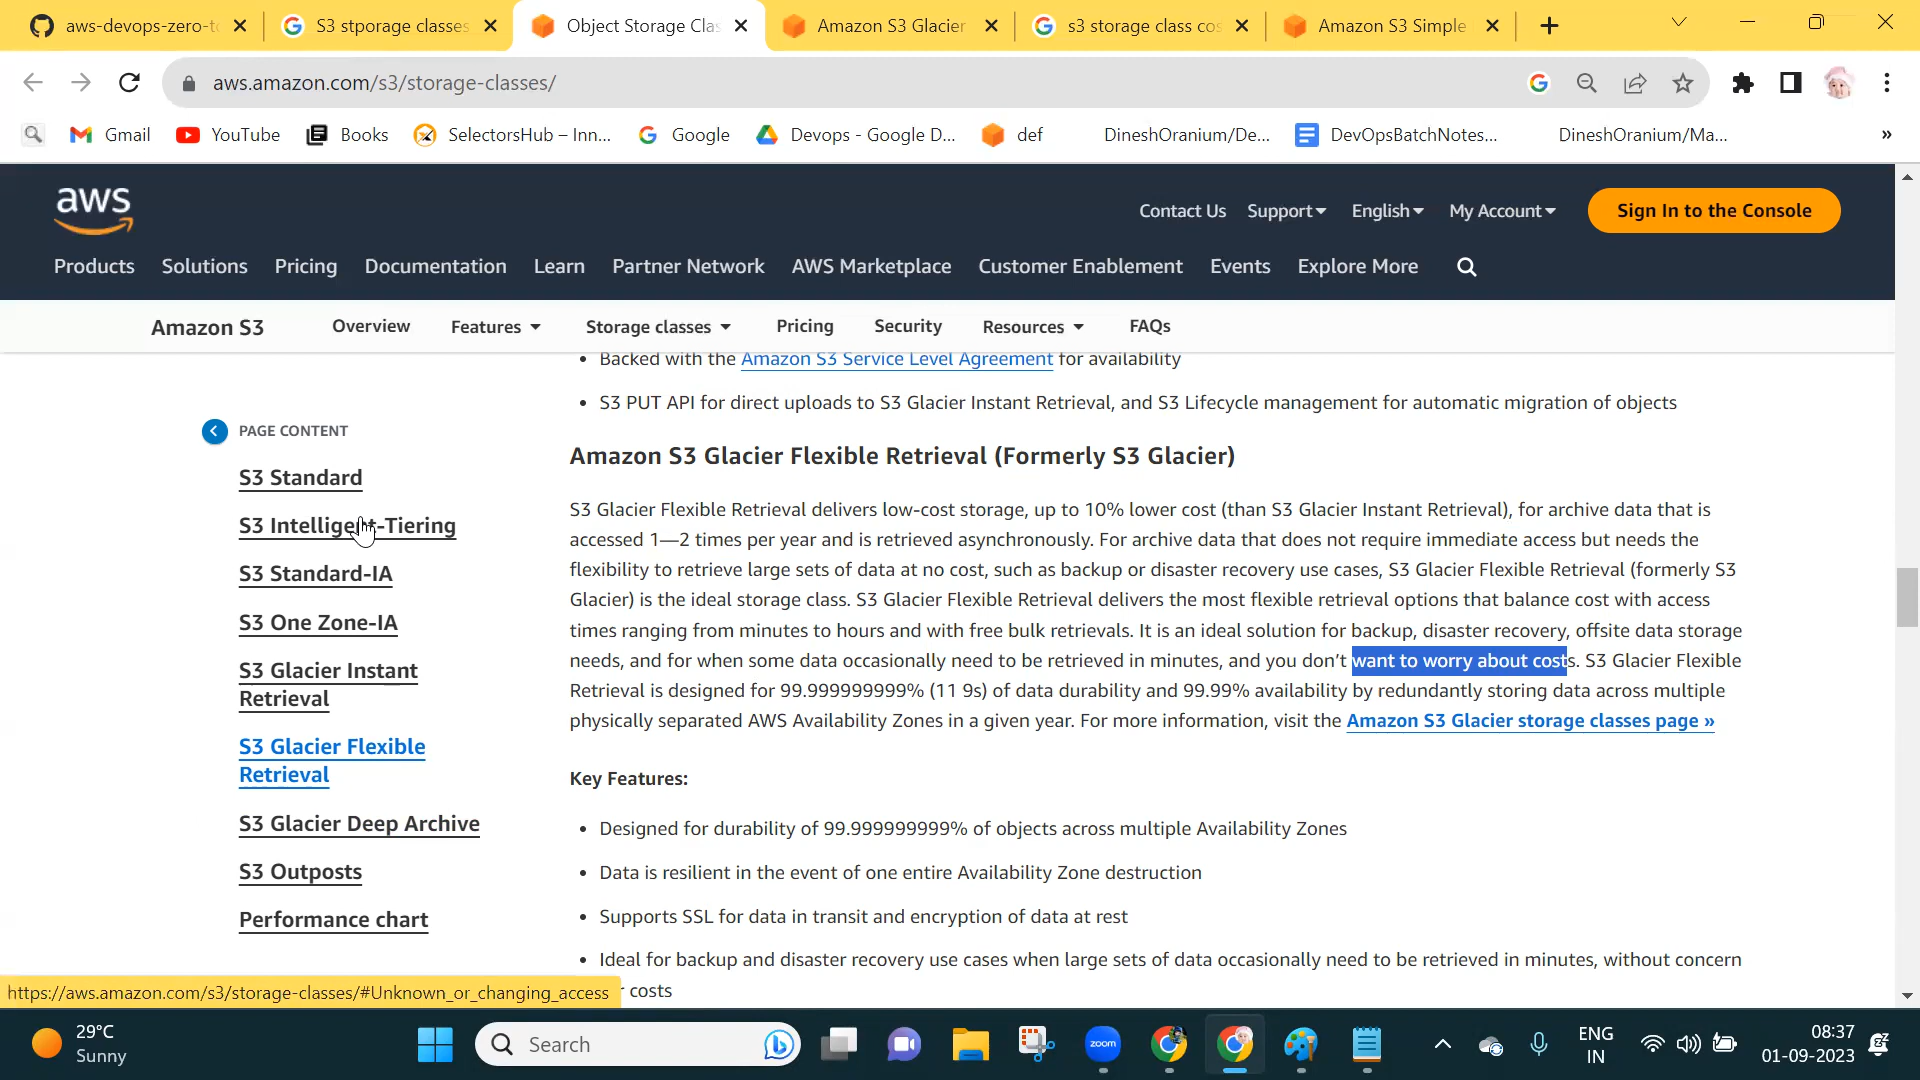 aws-devops-zero-to
S3 stporage classes
Object Storage Clas
Amazon S3 Glacier
s3 storage class cos
Amazon S3 Simple
aws.amazon.com/s3/storage-classes/
Gmail
YouTube
Books
SelectorsHub – Inn...
Google
Devops - Google D...
def
DineshOranium/De...
DevOpsBatchNotes...
DineshOranium/Ma...
»
aws
Contact Us
Support
English
My Account
Sign In to the Console
Products
Solutions
Pricing
Documentation
Learn
Partner Network
AWS Marketplace
Customer Enablement
Events
Explore More
Amazon S3
Overview
Features
Storage classes
Pricing
Security
Resources
FAQs
• Backed with the Amazon S3 Service Level Agreement for availability
• S3 PUT API for direct uploads to S3 Glacier Instant Retrieval, and S3 Lifecycle management for automatic migration of objects
PAGE CONTENT
S3 Standard
S3 Intelligent-Tiering
S3 Standard-IA
S3 One Zone-IA
S3 Glacier Instant
Retrieval
S3 Glacier Flexible
Retrieval
S3 Glacier Deep Archive
S3 Outposts
Performance chart
Amazon S3 Glacier Flexible Retrieval (Formerly S3 Glacier)
S3 Glacier Flexible Retrieval delivers low-cost storage, up to 10% lower cost (than S3 Glacier Instant Retrieval), for archive data that is
accessed 1—2 times per year and is retrieved asynchronously. For archive data that does not require immediate access but needs the
flexibility to retrieve large sets of data at no cost, such as backup or disaster recovery use cases, S3 Glacier Flexible Retrieval (formerly S3
Glacier) is the ideal storage class. S3 Glacier Flexible Retrieval delivers the most flexible retrieval options that balance cost with access
times ranging from minutes to hours and with free bulk retrievals. It is an ideal solution for backup, disaster recovery, offsite data storage
needs, and for when some data occasionally need to be retrieved in minutes, and you don't want to worry about costs. S3 Glacier Flexible
Retrieval is designed for 99.999999999% (11 9s) of data durability and 99.99% availability by redundantly storing data across multiple
physically separated AWS Availability Zones in a given year. For more information, visit the Amazon S3 Glacier storage classes page »
Key Features:
• Designed for durability of 99.999999999% of objects across multiple Availability Zones
• Data is resilient in the event of one entire Availability Zone destruction
• Supports SSL for data in transit and encryption of data at rest
• Ideal for backup and disaster recovery use cases when large sets of data occasionally need to be retrieved in minutes, without concern
r costs
https://aws.amazon.com/s3/storage-classes/#Unknown_or_changing_access
29°C
Sunny
Search
zoom
ENG
IN
08:37
01-09-2023